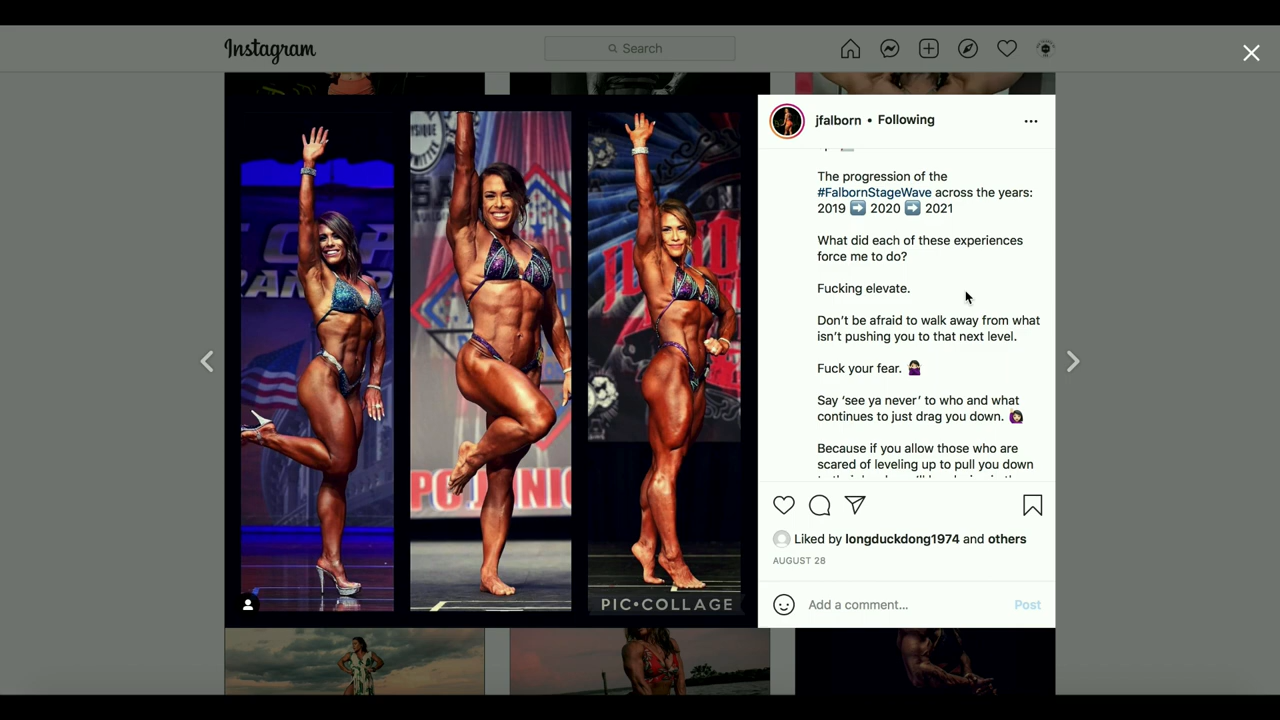 Instagram
Search
jfalborn • Following
The progression of the
#FalbornStageWave across the years:
2019 ➡️ 2020 ➡️ 2021
What did each of these experiences
force me to do?
Fucking elevate.
Don’t be afraid to walk away from what
isn’t pushing you to that next level.
Fuck your fear. 🤷🏻‍♀️
Say ‘see ya never’ to who and what
continues to just drag you down. 🙋🏻‍♀️
Because if you allow those who are
scared of leveling up to pull you down
Liked by longduckdong1974 and others
AUGUST 28
Add a comment...
Post
PIC•COLLAGE